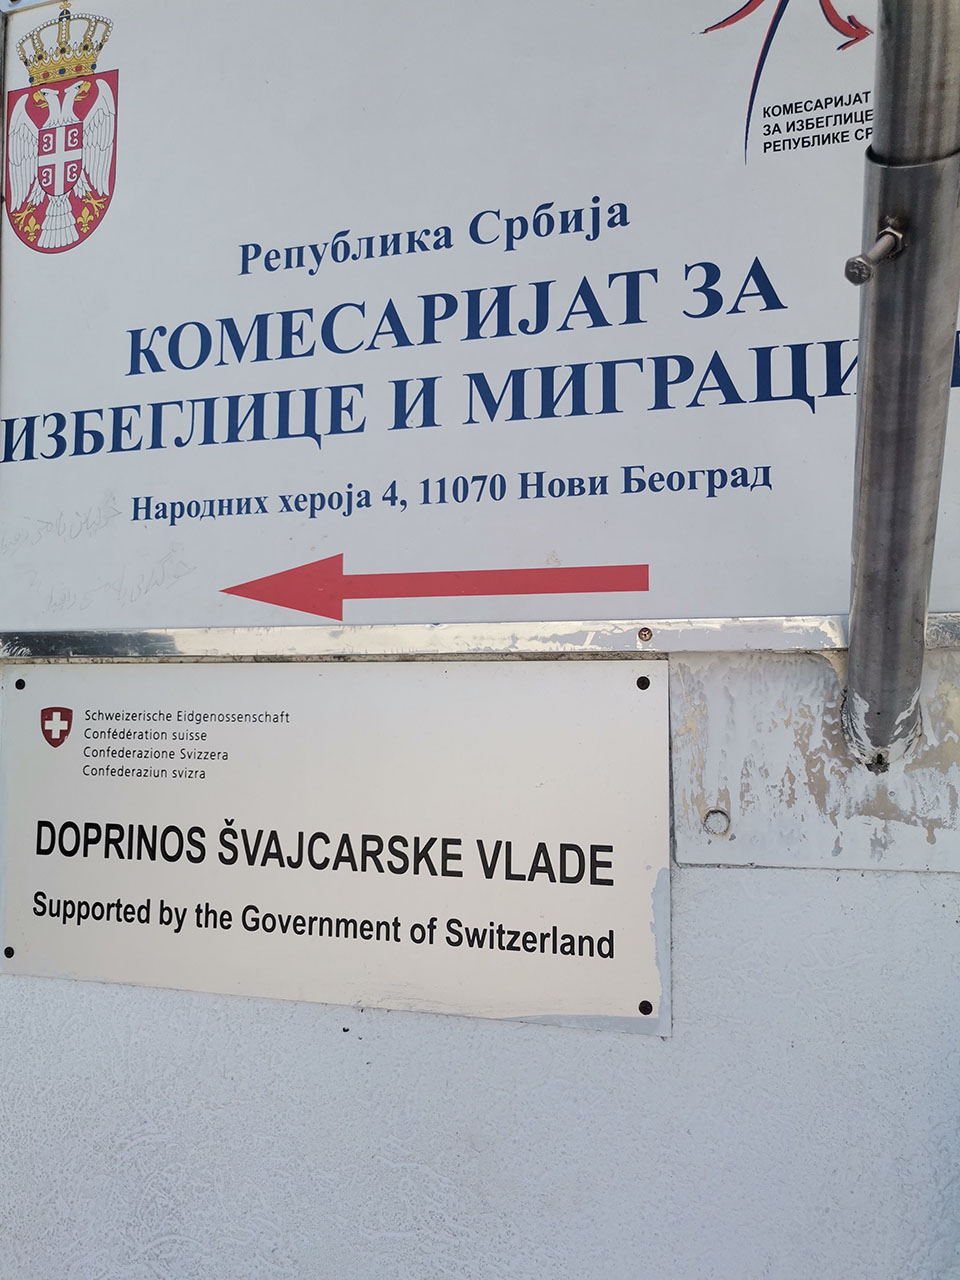 КОМЕСАРИЈАТ
ЗА ИЗБЕГЛИЦЕ
РЕПУБЛИКЕ
Република Србија
КОМЕСАРИЈАТ ЗА
ИЗБЕГЛИЦЕ И
Народних хероја 4, 11070 Нови Београд
Schweizerische Eidgenossenschaft
Confédération suisse
Confederazione Svizzera
Confederaziun svizra
DOPRINOS ŠVAJCARSKE VLADE
Supported by the Government of Switzerland